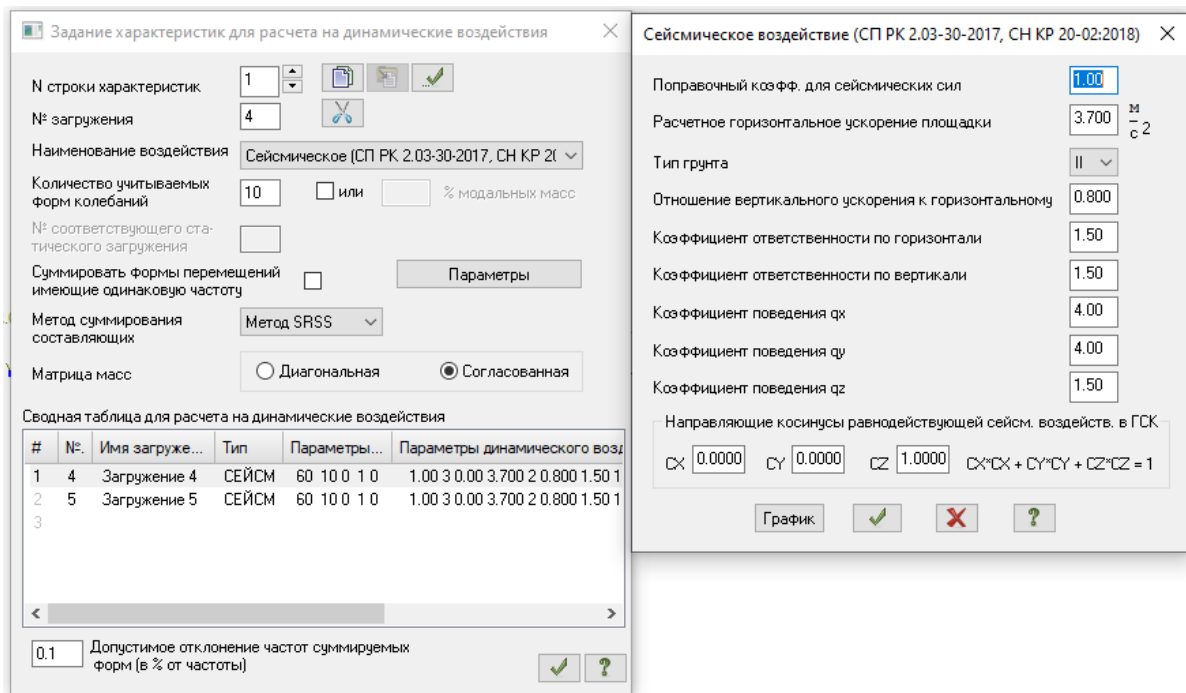 Задание характеристик для расчета на динамические воздействия
N строки характеристик 1
№ загружения 4
Наименование воздействия Сейсмическое (СП РК 2.03-30-2017, СН КР 20
Количество учитываемых
форм колебаний 10 или % модальных масс
№ соответствующего ста-
тического загружения
Суммировать формы перемещений
имеющие одинаковую частоту Параметры
Метод суммирования
составляющих Метод SRSS
Матрица масс Диагональная Согласованная
Сводная таблица для расчета на динамические воздействия
# №. Имя загруже... Тип Параметры... Параметры динамического возд
1 4 Загружение 4 СЕЙСМ 60 10 0 1 0 1.00 3 0.00 3.700 2 0.800 1.50 1
2 5 Загружение 5 СЕЙСМ 60 10 0 1 0 1.00 3 0.00 3.700 2 0.800 1.50 1
3
0.1 Допустимое отклонение частот суммируемых
форм (в % от частоты) ?
Сейсмическое воздействие (СП РК 2.03-30-2017, СН КР 20-02:2018)
Поправочный коэфф. для сейсмических сил 1.00
Расчетное горизонтальное ускорение площадки 3.700 м/с 2
Тип грунта II
Отношение вертикального ускорения к горизонтальному 0.800
Коэффициент ответственности по горизонтали 1.50
Коэффициент ответственности по вертикали 1.50
Коэффициент поведения qx 4.00
Коэффициент поведения qy 4.00
Коэффициент поведения qz 1.50
Направляющие косинусы равнодействующей сейсм. воздейств. в ГСК
CX 0.0000 CY 0.0000 CZ 1.0000 CX*CX + CY*CY + CZ*CZ = 1
График ?